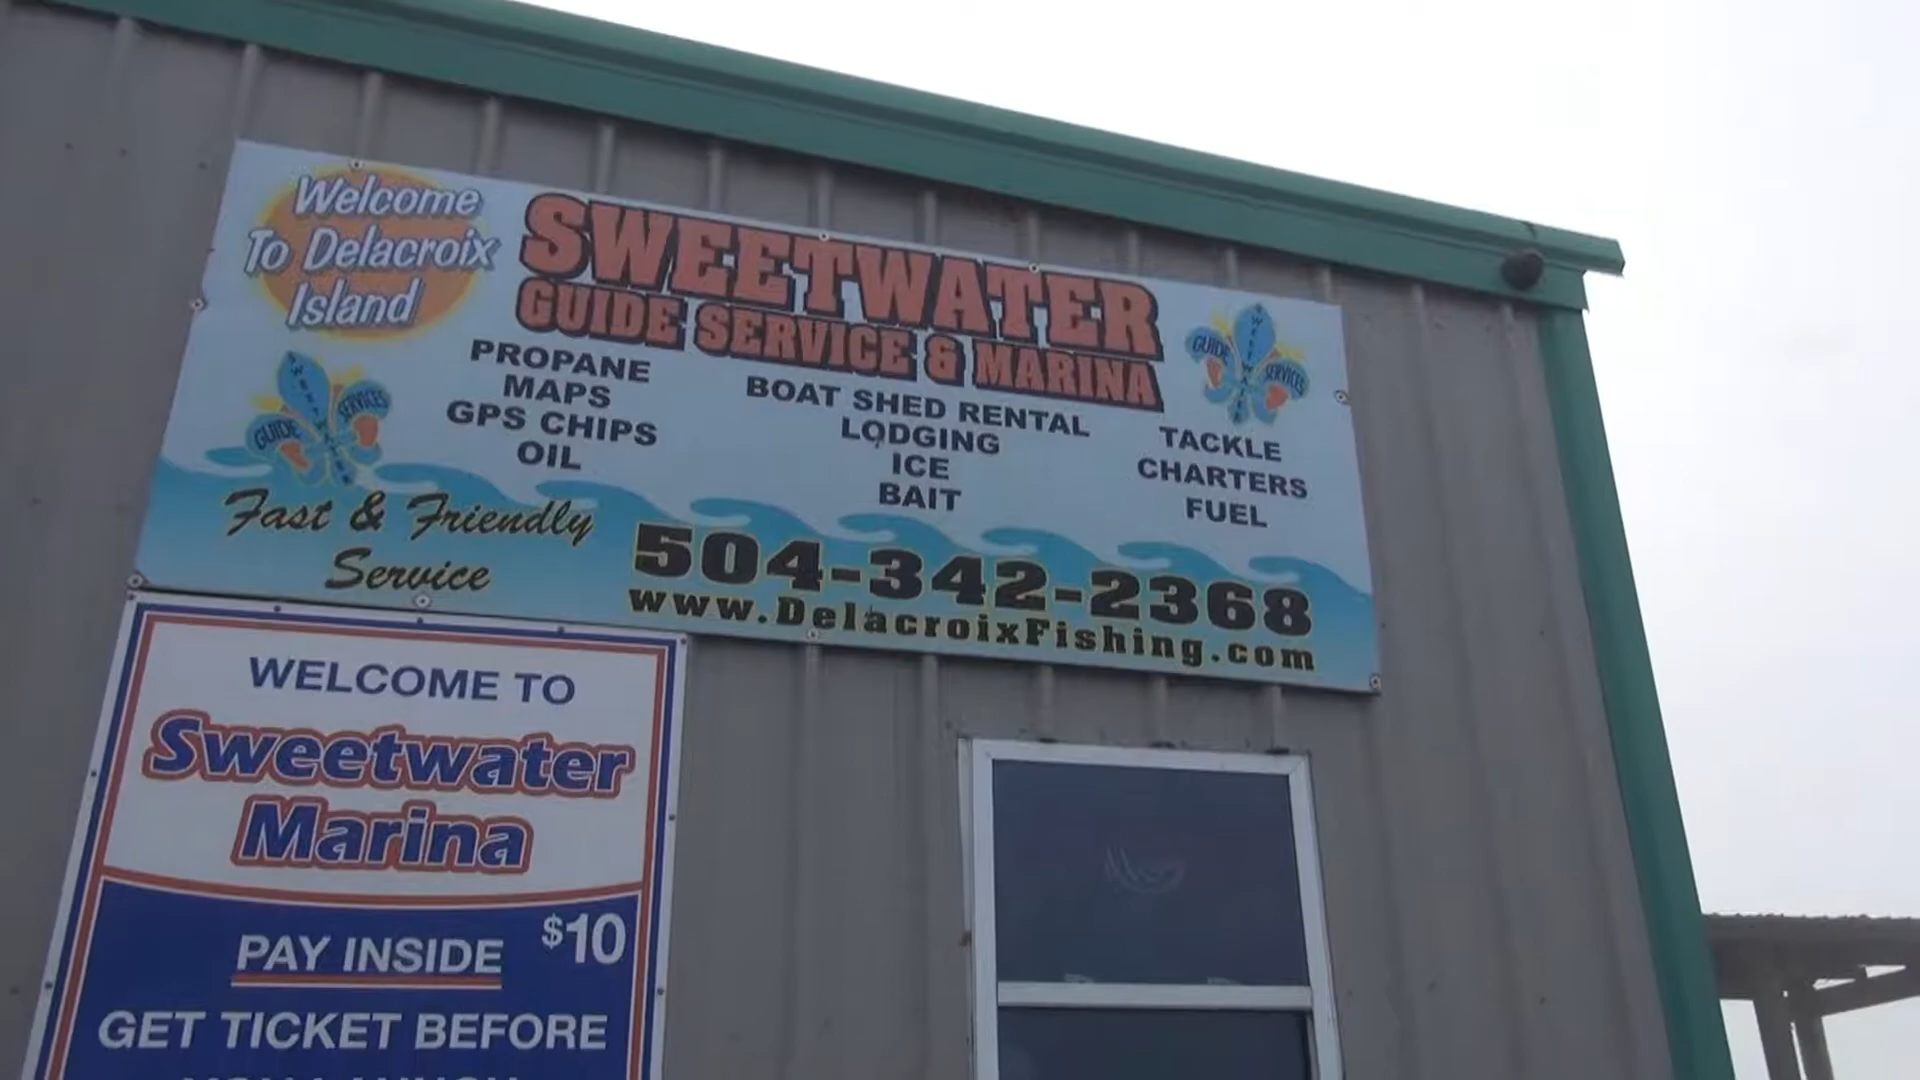 Welcome
To Delacroix
Island
SWEETWATER
GUIDE SERVICE & MARINA
SWEETWATER
GUIDE SERVICES
PROPANE
MAPS
GPS CHIPS
OIL
BOAT SHED RENTAL
LODGING
ICE
BAIT
TACKLE
CHARTERS
FUEL
SWEETWATER
GUIDE SERVICES
Fast & Friendly
Service
504-342-2368
www.DelacroixFishing.com
WELCOME TO
Sweetwater
Marina
$10
PAY INSIDE
GET TICKET BEFORE